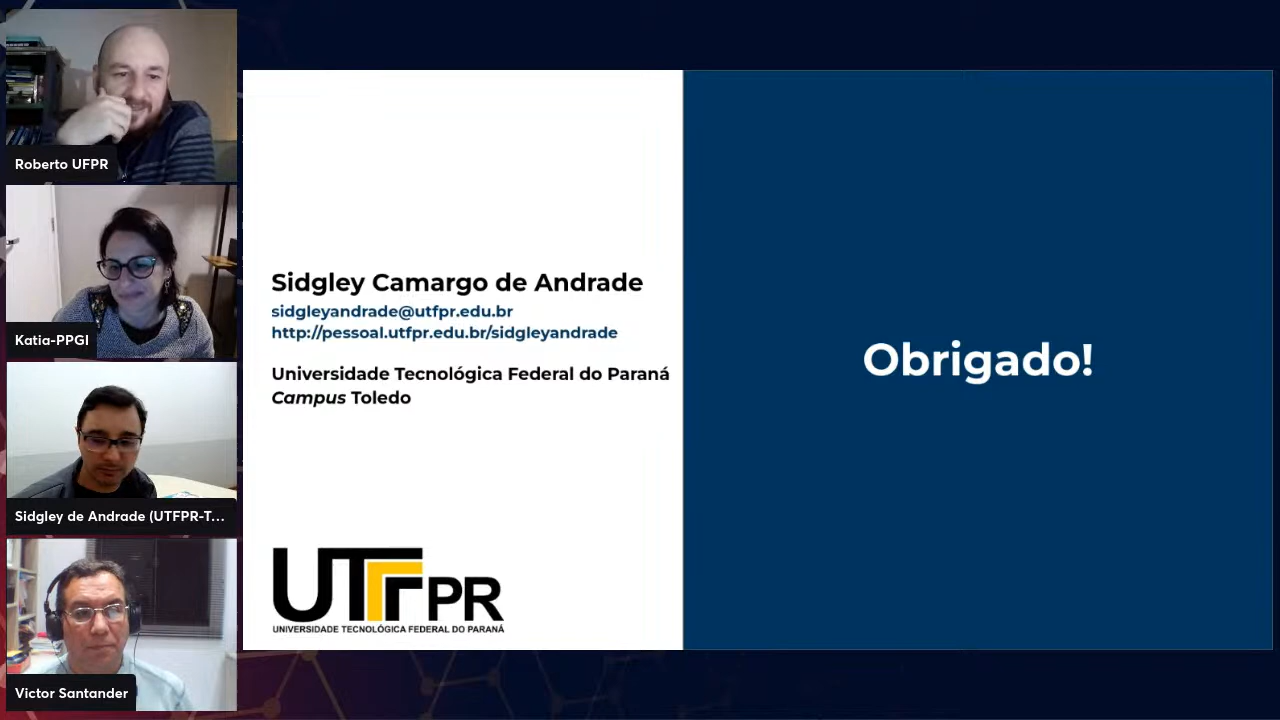 Roberto UFPR
Katia-PPGI
Sidgley de Andrade (UTFPR-T...
Victor Santander
Sidgley Camargo de Andrade
sidgleyandrade@utfpr.edu.br
http://pessoal.utfpr.edu.br/sidgleyandrade
Universidade Tecnológica Federal do Paraná
Campus Toledo
UTFPR
UNIVERSIDADE TECNOLÓGICA FEDERAL DO PARANÁ
Obrigado!